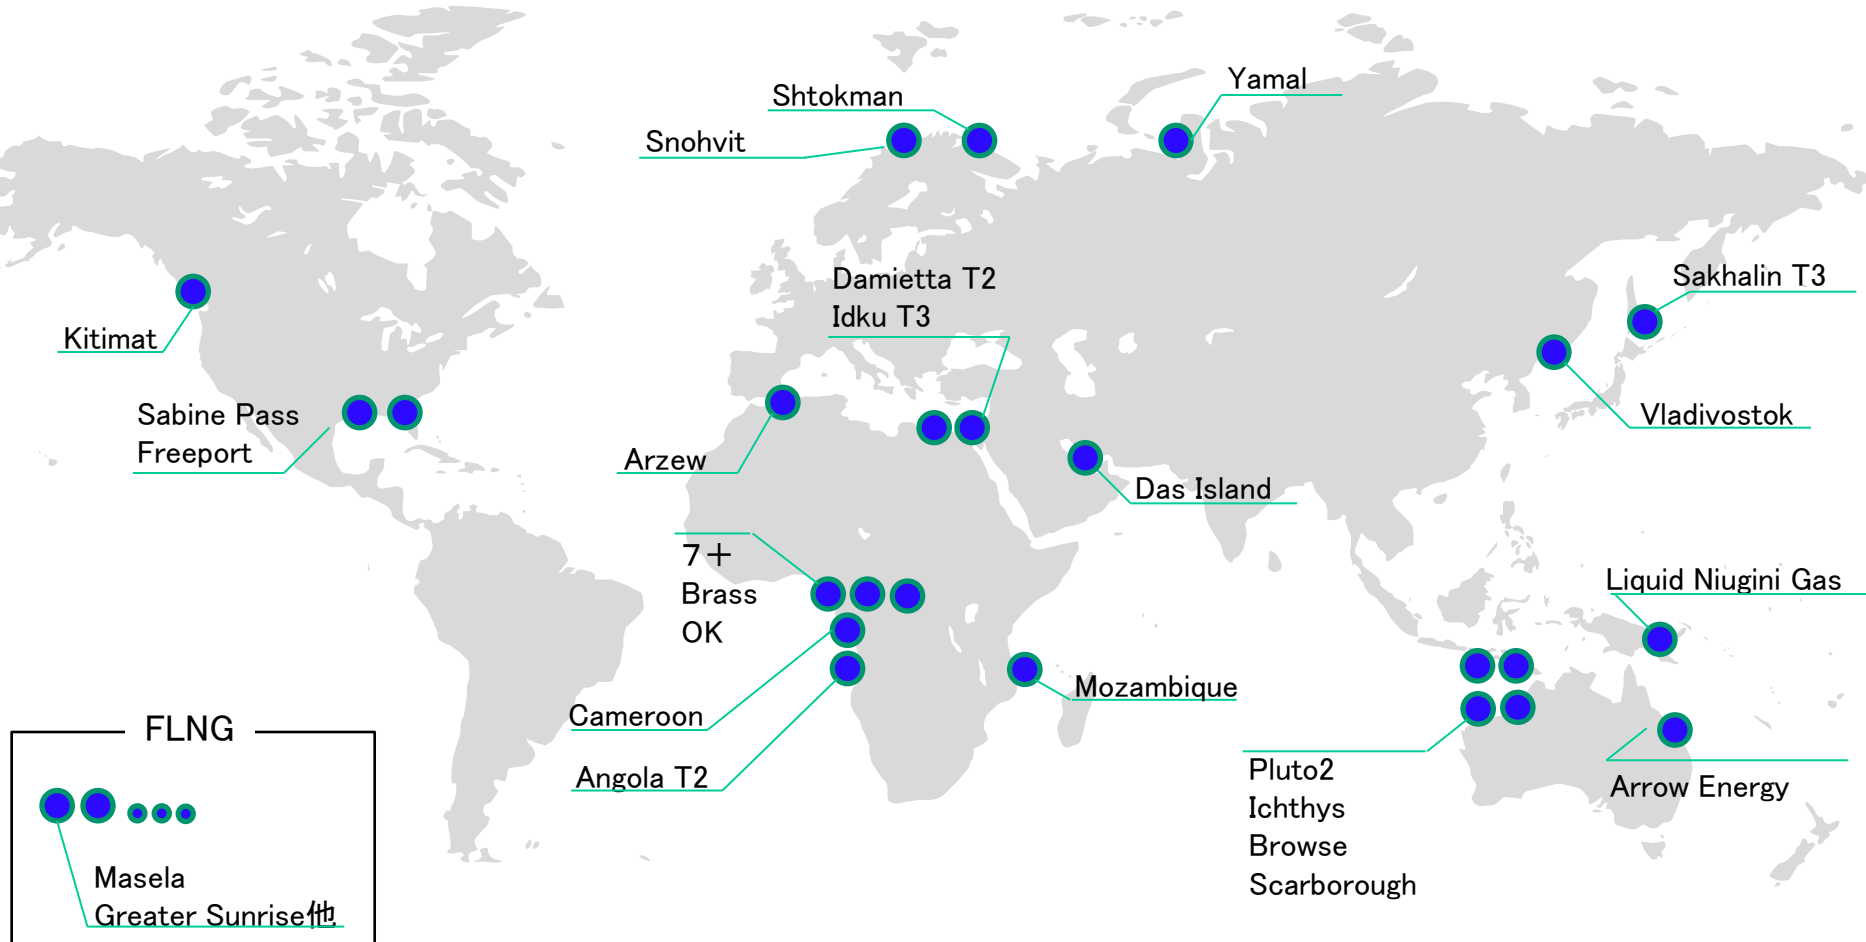 Yamal
Shtokman
Snohvit
Damietta T2
Idku T3
Sakhalin T3
Kitimat
Sabine Pass
Freeport
Vladivostok
Arzew
Das Island
7＋
Brass
OK
Liquid Niugini Gas
Mozambique
Cameroon
Angola T2
Pluto2
Ichthys
Browse
Scarborough
Arrow Energy
FLNG
Masela
Greater Sunrise他